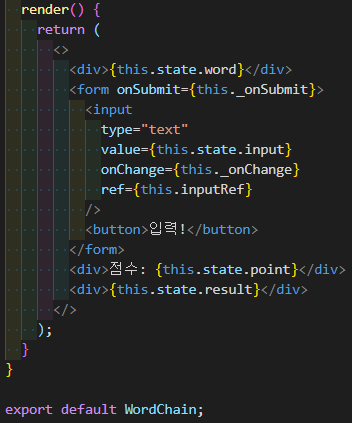 render() {
return (
<>
<div>{this.state.word}</div>
<form onSubmit={this._onSubmit}>
<input
type="text"
value={this.state.input}
onChange={this._onChange}
ref={this.inputRef}
/>
<button>입력!</button>
</form>
<div>점수: {this.state.point}</div>
<div>{this.state.result}</div>
</>
);
}
}
export default WordChain;